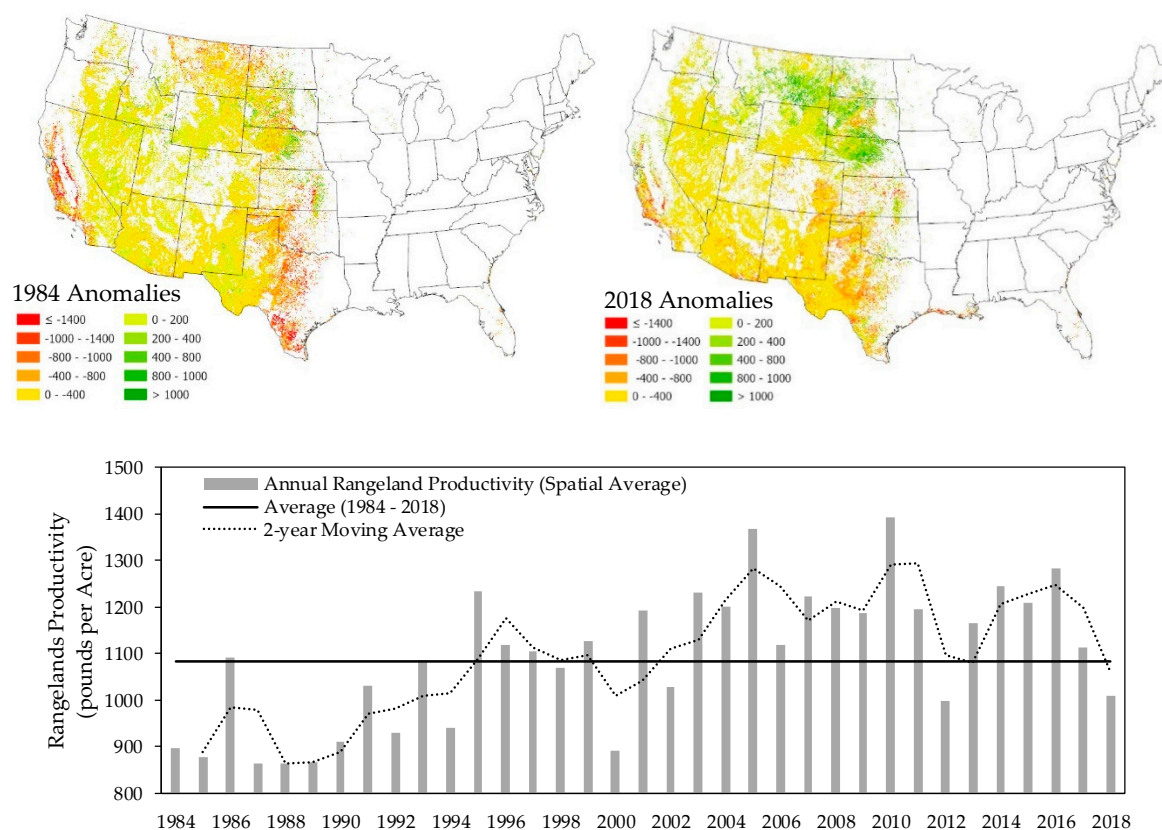 1984 Anomalies
≤ -1400 0 - 200
-1000 - -1400 200 - 400
-800 - -1000 400 - 800
-400 - -800 800 - 1000
0 - -400 > 1000
2018 Anomalies
≤ -1400 0 - 200
-1000 - -1400 200 - 400
-800 - -1000 400 - 800
-400 - -800 800 - 1000
0 - -400 > 1000
Rangelands Productivity
(pounds per Acre)
1500
1400
1300
1200
1100
1000
900
800
Annual Rangeland Productivity (Spatial Average)
Average (1984 - 2018)
2-year Moving Average
1984 1986 1988 1990 1992 1994 1996 1998 2000 2002 2004 2006 2008 2010 2012 2014 2016 2018